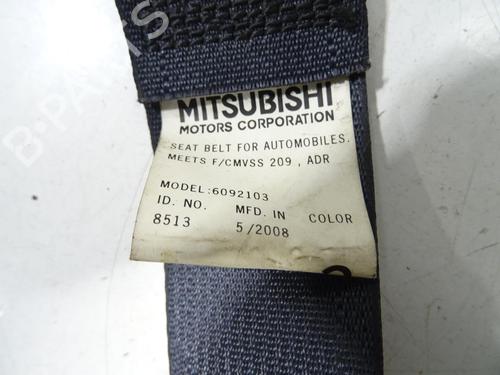 MITSUBISHI
MOTORS CORPORATION
SEAT BELT FOR AUTOMOBILES.
MEETS F/CMVSS 209 , ADR
MODEL:6092103
ID. NO. MFD. IN COLOR
8513 5/2008
B-PARTS